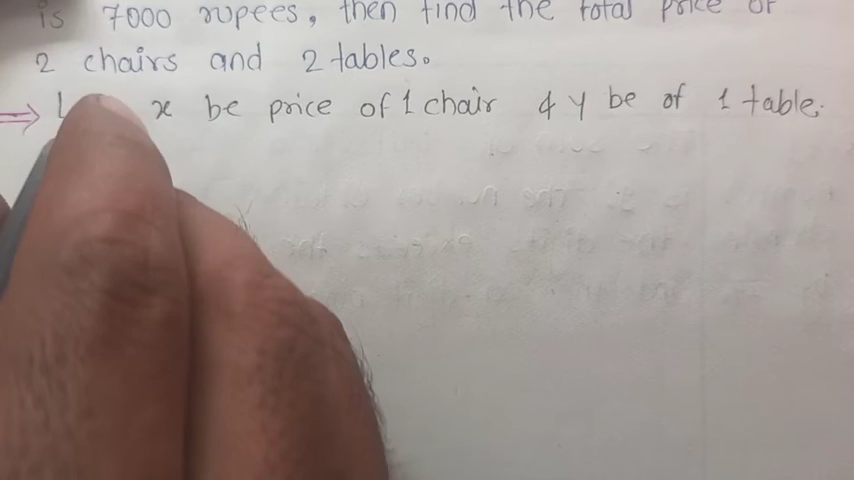 is 7000 rupees, then find the total price of
2 chairs and 2 tables.
x be price of 1 chair & y be of 1 table.